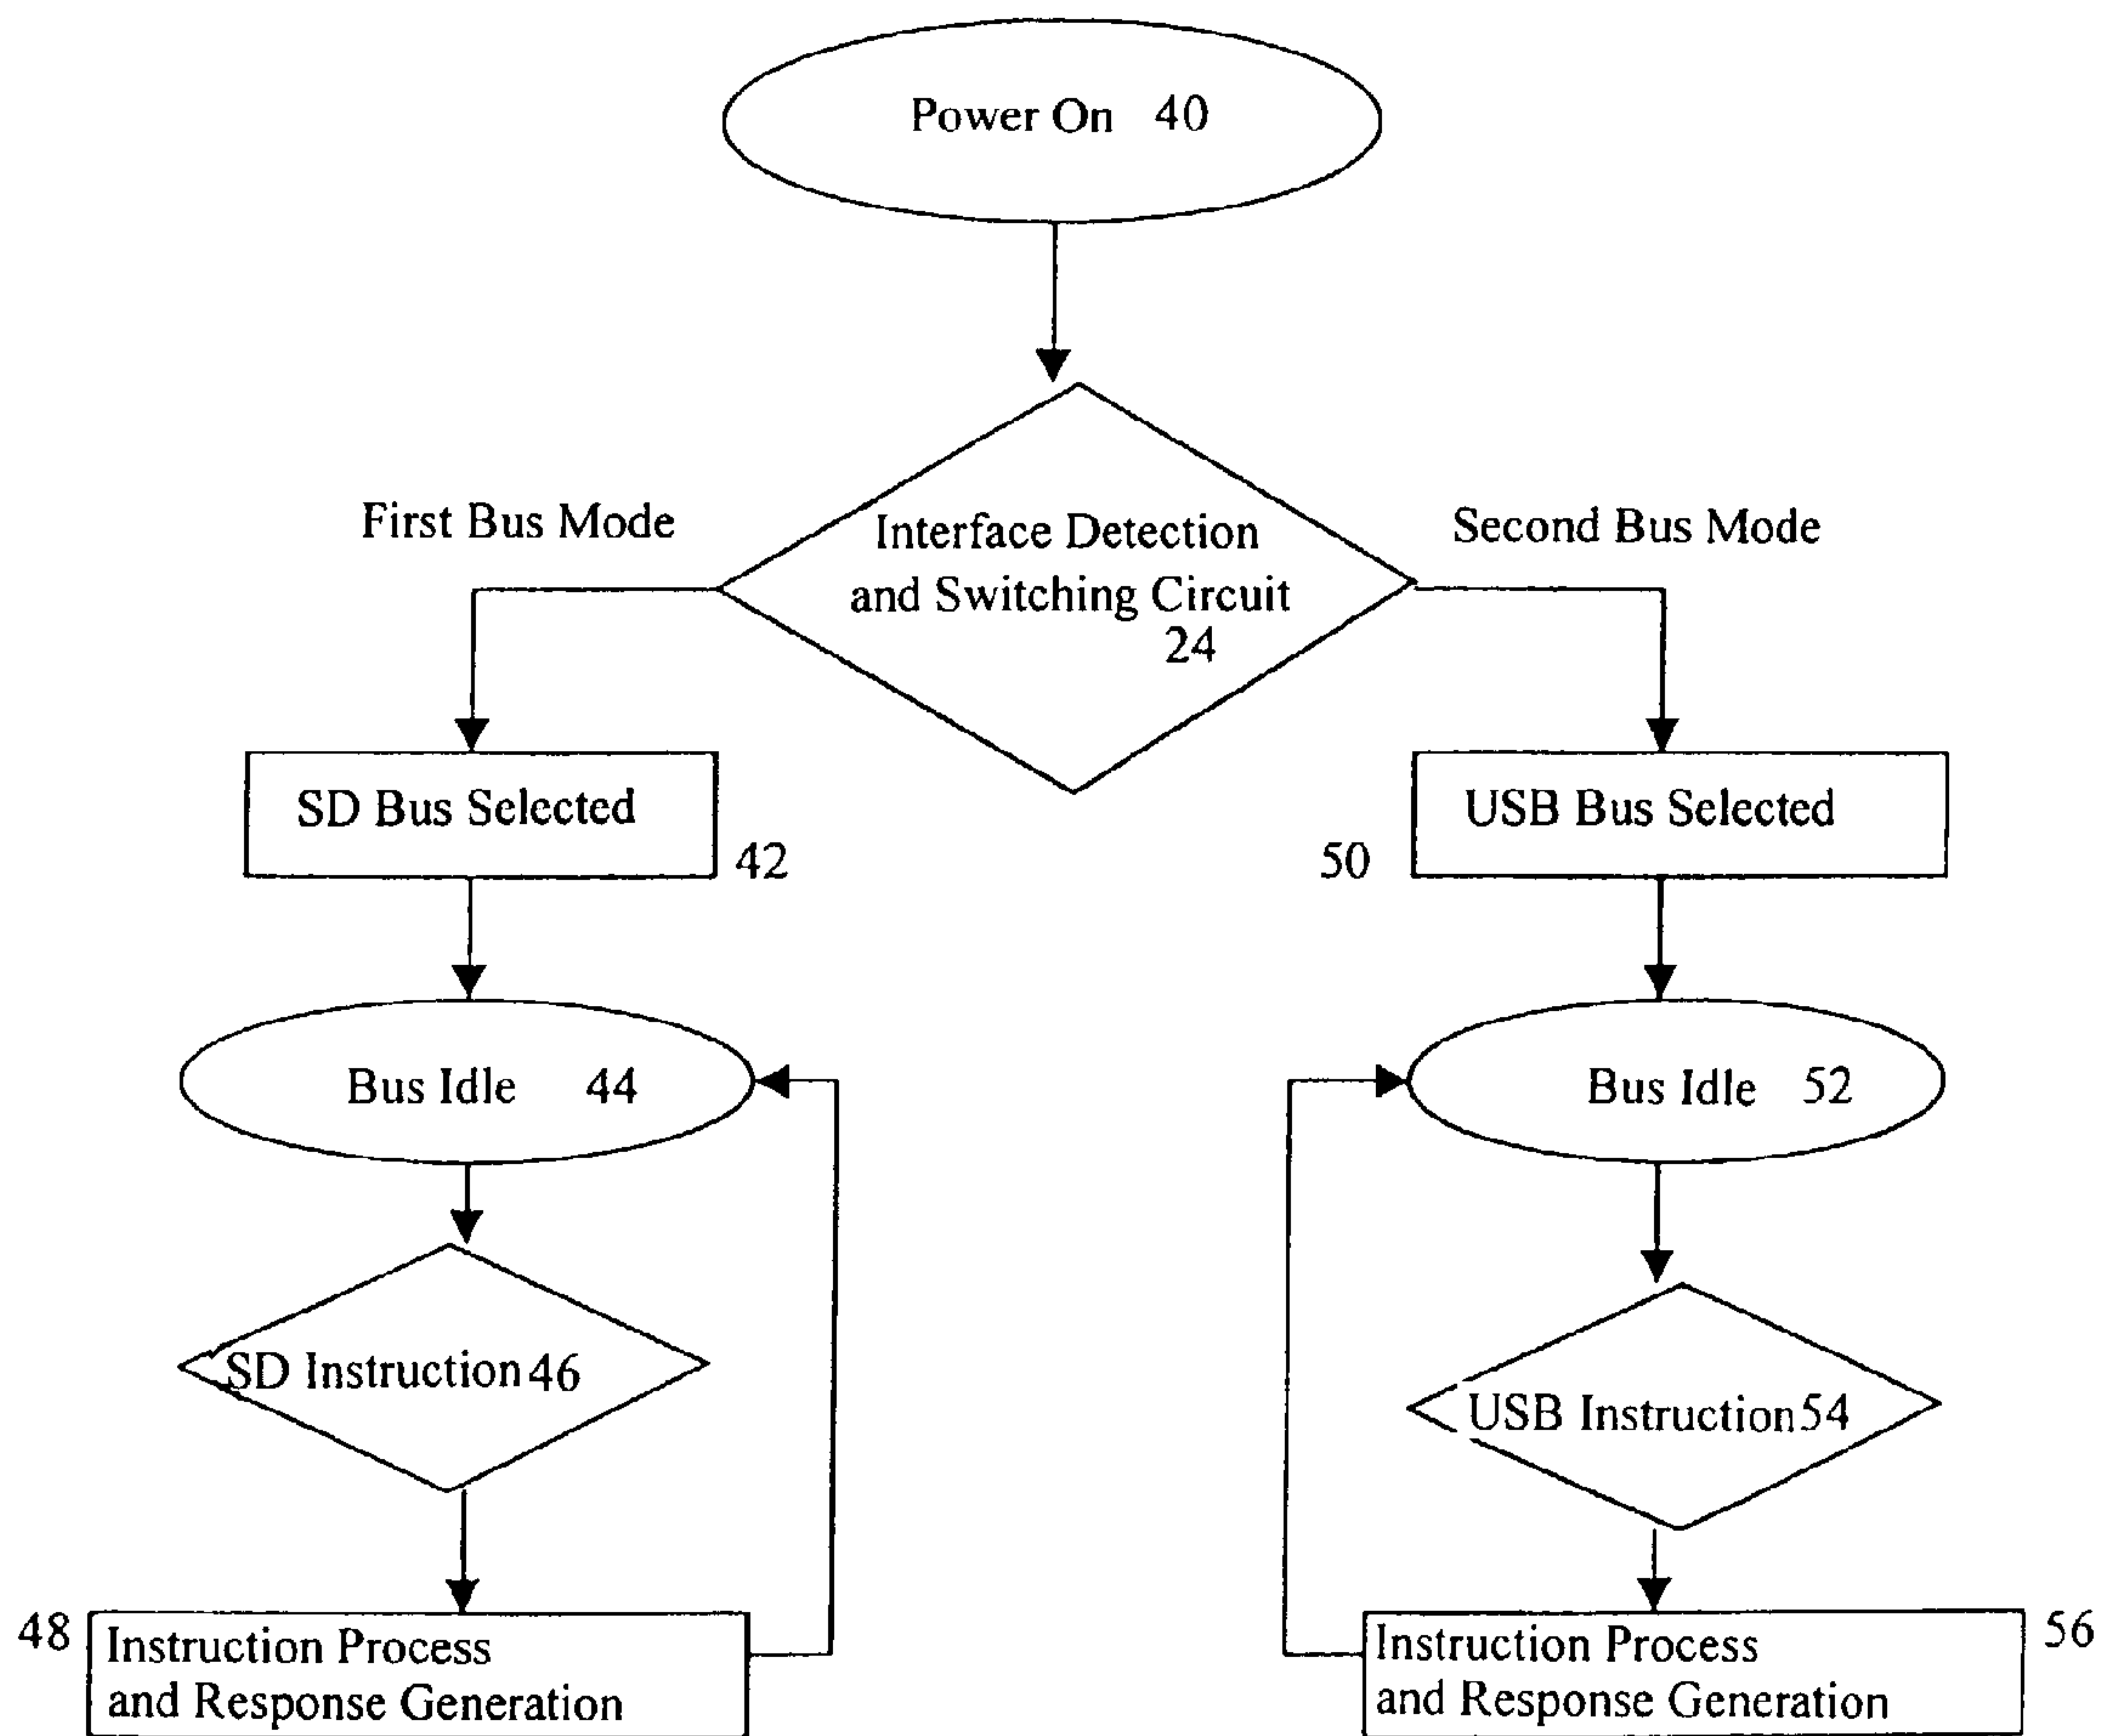 Power On 40
First Bus Mode
Interface Detection
and Switching Circuit
24
Second Bus Mode
SD Bus Selected
42
50
USB Bus Selected
Bus Idle 44
Bus Idle 52
SD Instruction 46
USB Instruction 54
48
Instruction Process
and Response Generation
Instruction Process
and Response Generation
56